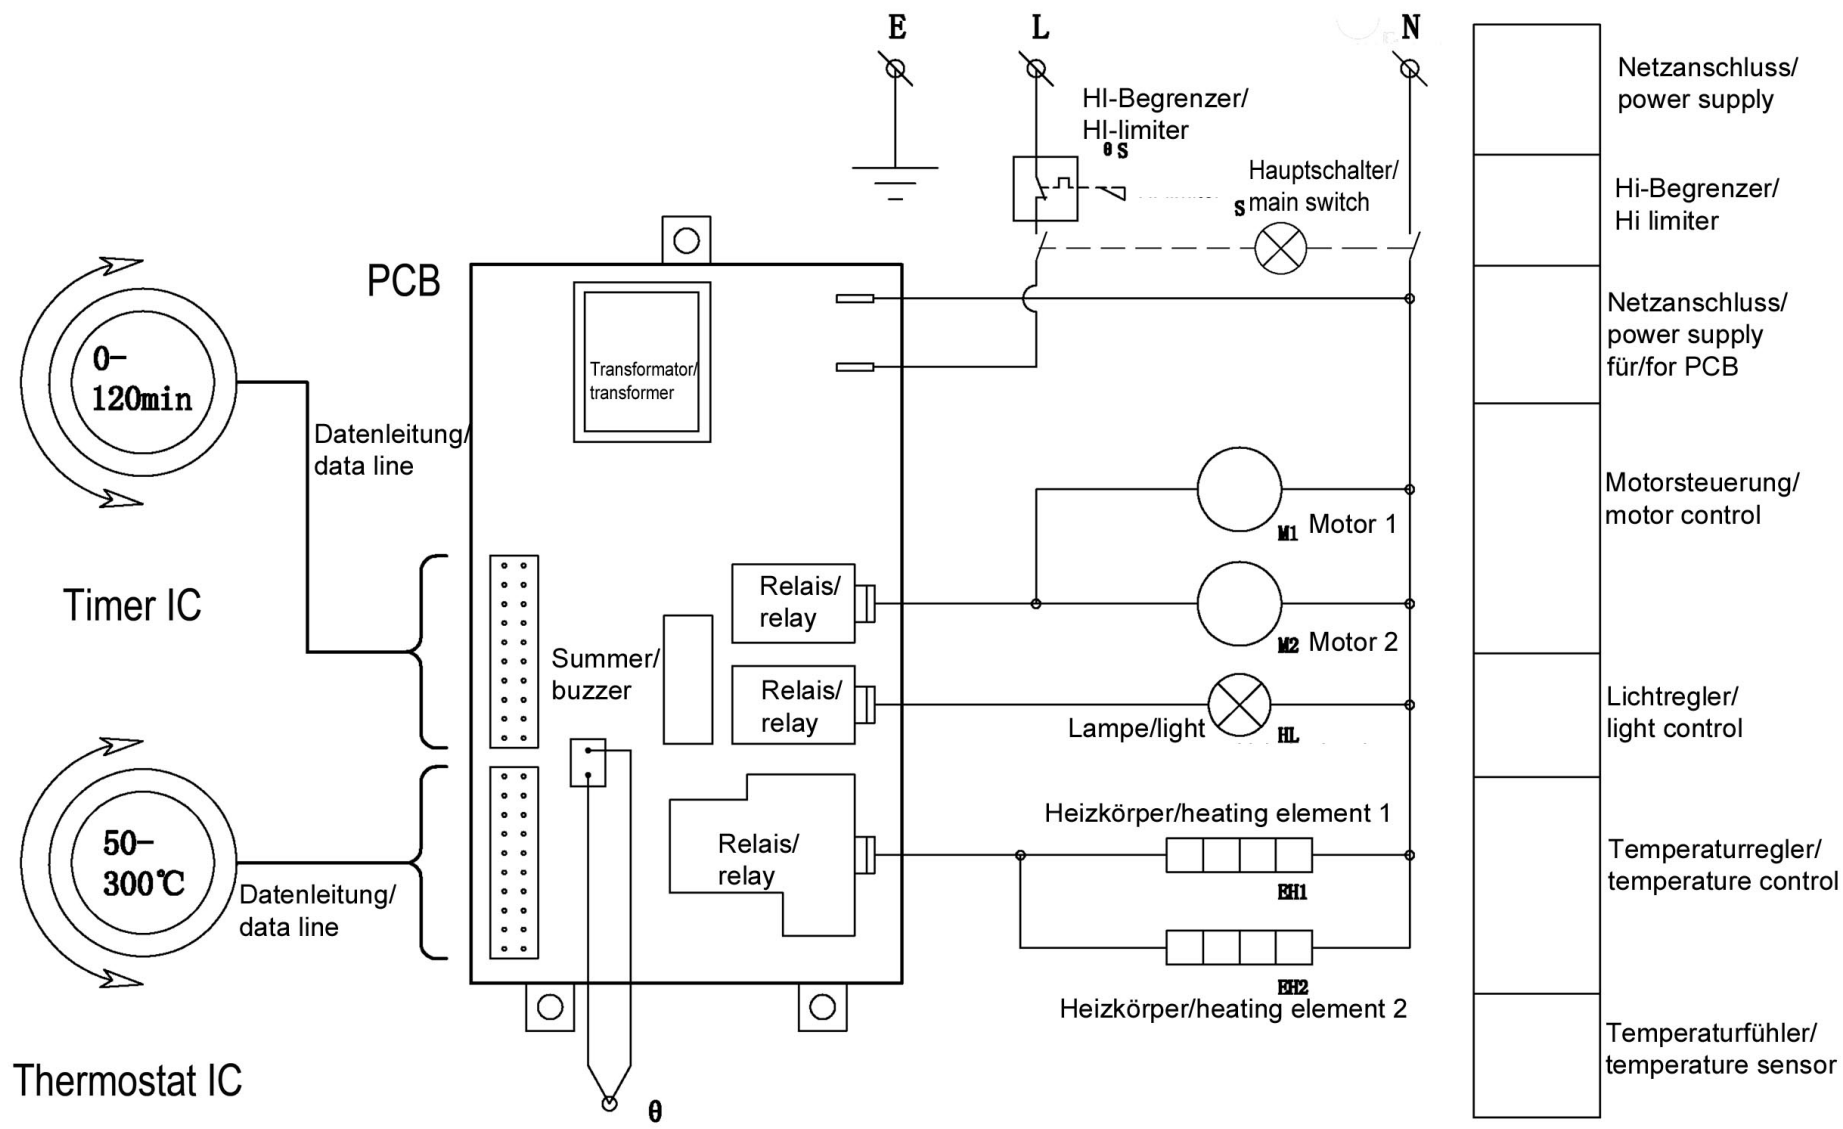 E
L
N
HI-Begrenzer/
HI-limiter
θ S
Hauptschalter/
S main switch
PCB
Transformator/
transformer
0-
120min
Datenleitung/
data line
Timer IC
Summer/
buzzer
Relais/
relay
Relais/
relay
Relais/
relay
M1 Motor 1
M2 Motor 2
Lampe/light
HL
Heizkörper/heating element 1
EH1
EH2
Heizkörper/heating element 2
50-
300℃
Datenleitung/
data line
Thermostat IC
θ
Netzanschluss/
power supply
Hi-Begrenzer/
Hi limiter
Netzanschluss/
power supply
für/for PCB
Motorsteuerung/
motor control
Lichtregler/
light control
Temperaturregler/
temperature control
Temperaturfühler/
temperature sensor